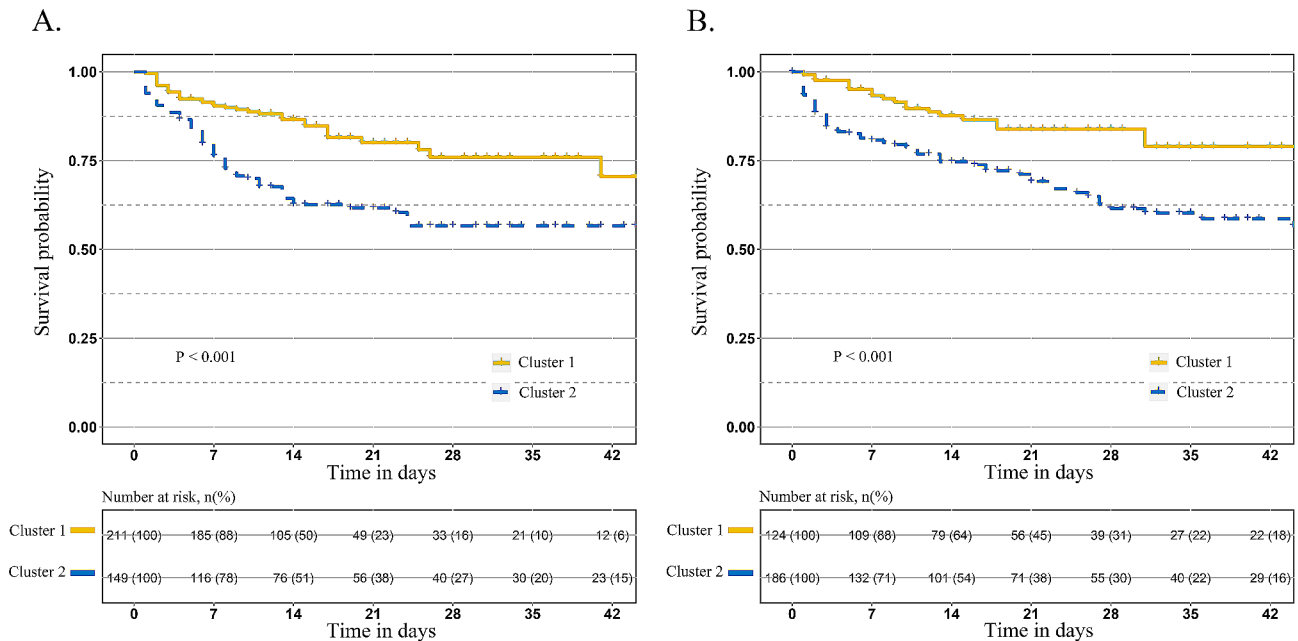 A.
1.00
0.75
0.50
0.25
0.00
Survival probability
P < 0.001
Cluster 1
Cluster 2
0 7 14 21 28 35 42
Time in days
Number at risk, n(%)
Cluster 1 211 (100) 185 (88) 105 (50) 49 (23) 33 (16) 21 (10) 12 (6)
Cluster 2 149 (100) 116 (78) 76 (51) 56 (38) 40 (27) 30 (20) 23 (15)
0 7 14 21 28 35 42
Time in days
B.
1.00
0.75
0.50
0.25
0.00
Survival probability
P < 0.001
Cluster 1
Cluster 2
0 7 14 21 28 35 42
Time in days
Number at risk, n(%)
Cluster 1 124 (100) 109 (88) 79 (64) 56 (45) 39 (31) 27 (22) 22 (18)
Cluster 2 186 (100) 132 (71) 101 (54) 71 (38) 55 (30) 40 (22) 29 (16)
0 7 14 21 28 35 42
Time in days